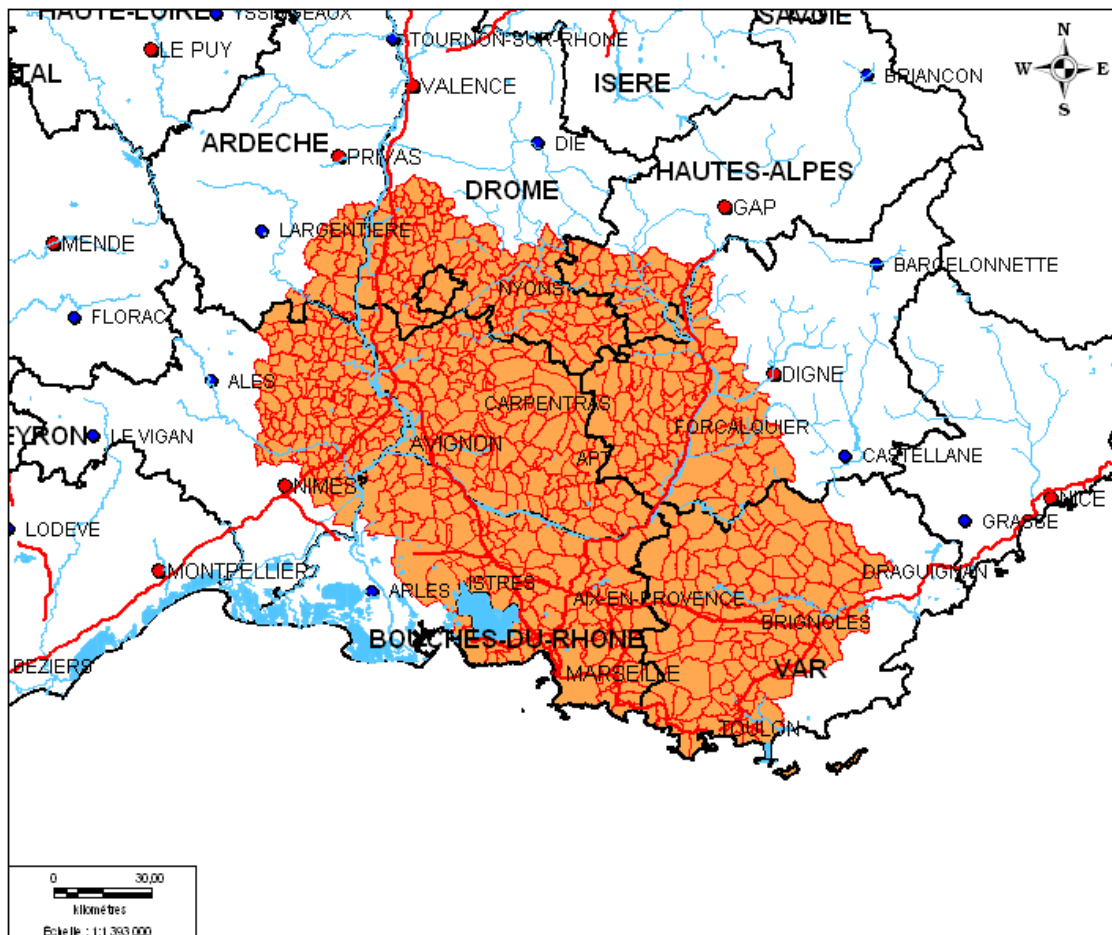 HAUTE-LOIRE
YSSINGEAUX
SAVOIE
LE PUY
TOURNON-SUR-RHONE
N
TAL
VALENCE
ISERE
BRIANCON
W
E
S
ARDECHE
PRIVAS
DIE
DROME
HAUTES-ALPES
GAP
LARGENTIERE
MENDE
BARCELONNETTE
NYONS
FLORAC
DIGNE
ALES
CARPENTRAS
FORCALQUIER
EYRON
LE VIGAN
AVIGNON
APT
CASTELLANE
NIMES
NICE
LODEVE
GRASSE
MONTPELLIER
DRAGUIGNAN
ARLES
ISTRES
AIX-EN-PROVENCE
BRIGNOLES
BOUCHES-DU-RHONE
BEZIERS
MARSEILLE
VAR
TOULON
0 30,00
kilomètres
Échelle : 1:1 393 000